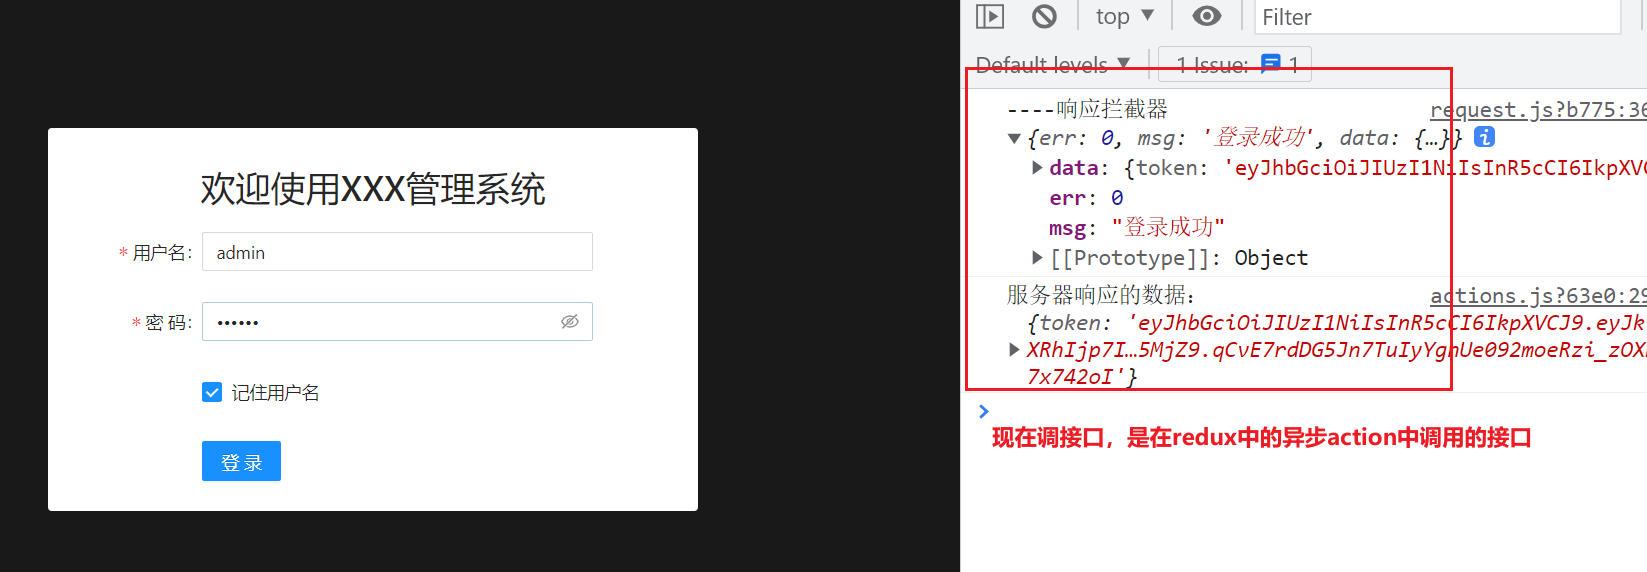 欢迎使用XXX管理系统
* 用户名:
admin
* 密 码:
••••••
记住用户名
登 录
top ▼
Filter
Default levels ▼
1 Issue: 1
----响应拦截器
request.js?b775:36
▼ {err: 0, msg: '登录成功', data: {…}} i
▶ data: {token: 'eyJhbGciOiJIUzI1NiIsInR5cCI6IkpXVC
err: 0
msg: "登录成功"
▶ [[Prototype]]: Object
服务器响应的数据:
actions.js?63e0:29
{token: 'eyJhbGciOiJIUzI1NiIsInR5cCI6IkpXVCJ9.eyJk
▶ XRhIjp7I…5MjZ9.qCvE7rdDG5Jn7TuIyYgnUe092moeRzi_zOX
7x742oI'}
现在调接口，是在redux中的异步action中调用的接口